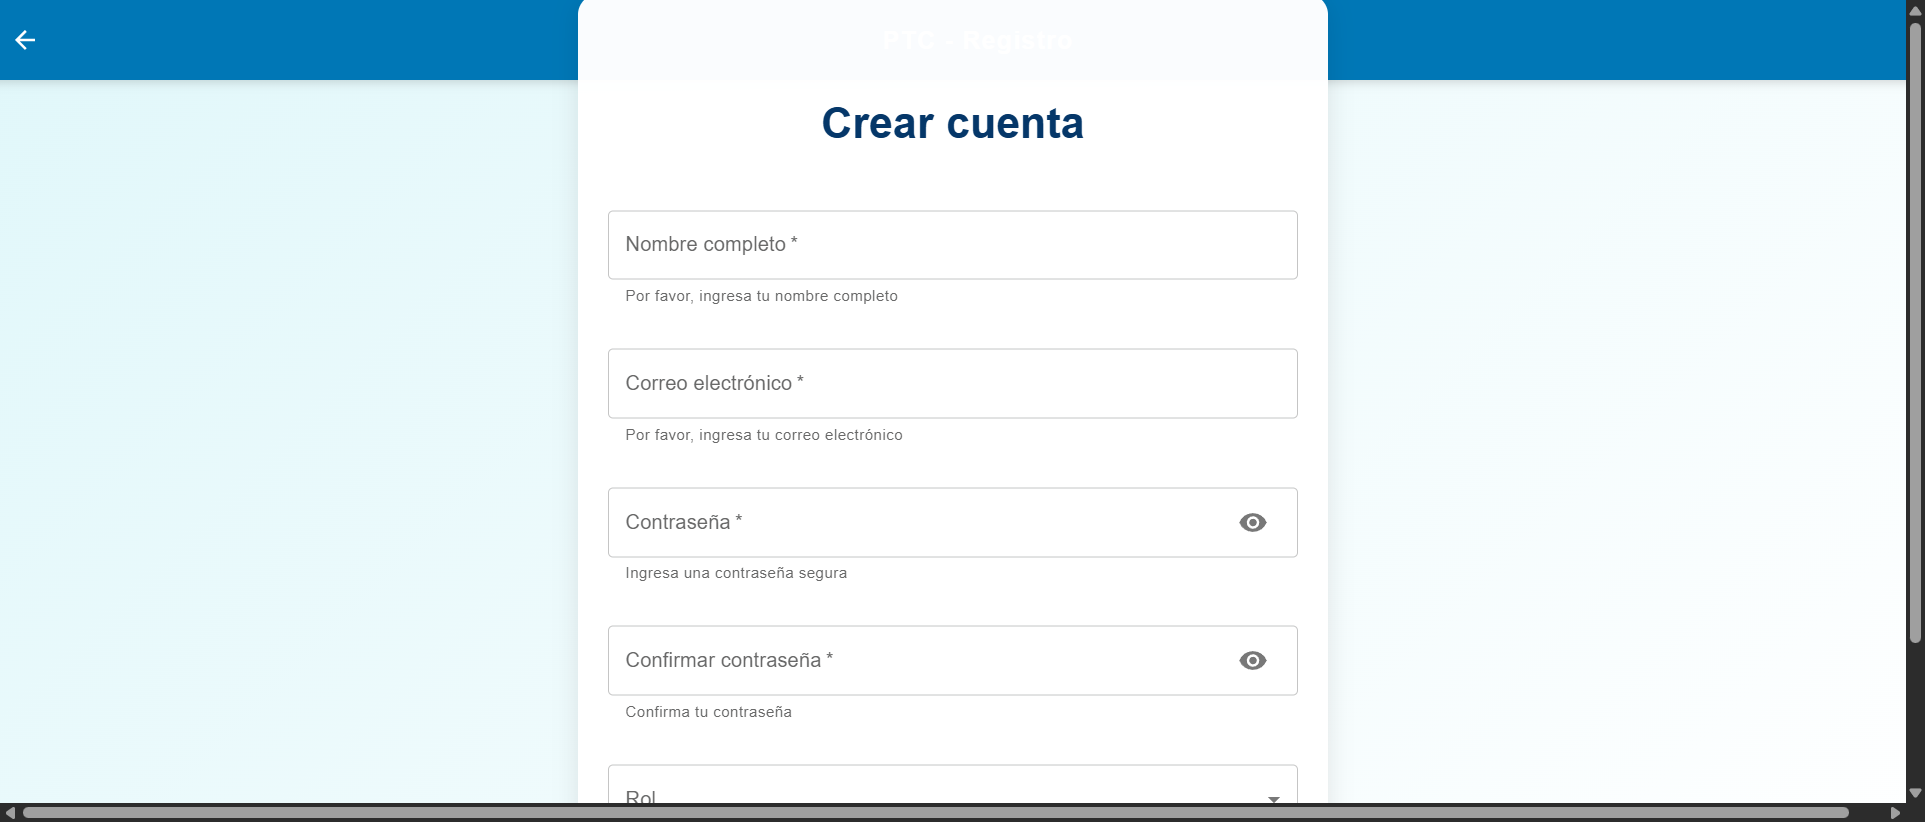 PTC - Registro
Crear cuenta
Nombre completo *
Por favor, ingresa tu nombre completo
Correo electrónico *
Por favor, ingresa tu correo electrónico
Contraseña *
Ingresa una contraseña segura
Confirmar contraseña *
Confirma tu contraseña
Rol